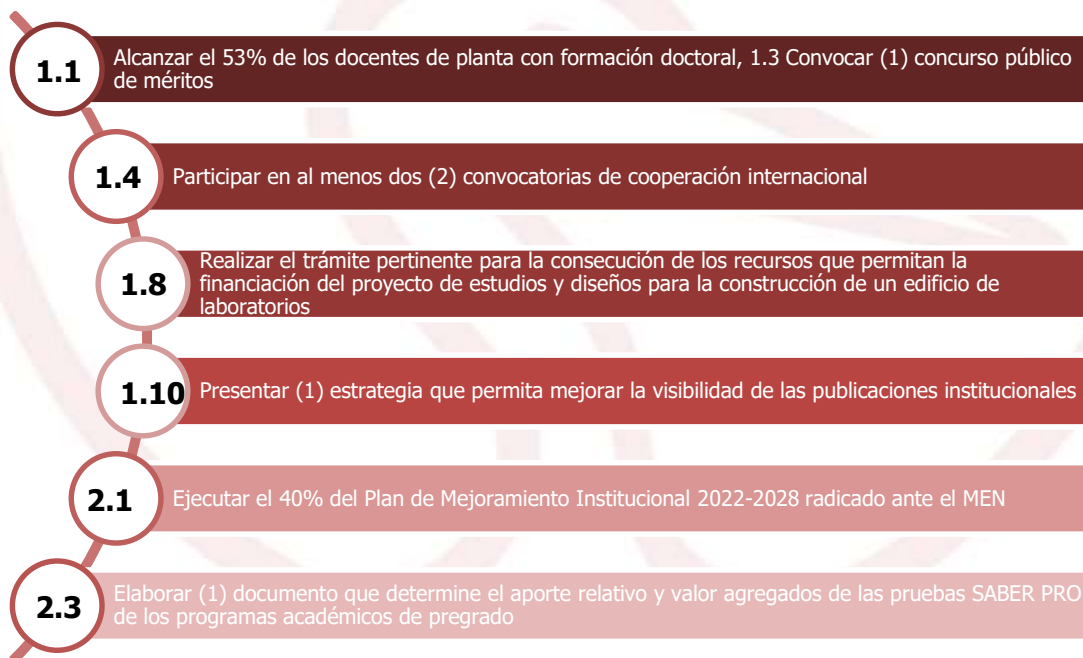 1.1
Alcanzar el 53% de los docentes de planta con formación doctoral, 1.3 Convocar (1) concurso público
de méritos
1.4
Participar en al menos dos (2) convocatorias de cooperación internacional
1.8
Realizar el trámite pertinente para la consecución de los recursos que permitan la
financiación del proyecto de estudios y diseños para la construcción de un edificio de
laboratorios
1.10
Presentar (1) estrategia que permita mejorar la visibilidad de las publicaciones institucionales
2.1
Ejecutar el 40% del Plan de Mejoramiento Institucional 2022-2028 radicado ante el MEN
2.3
Elaborar (1) documento que determine el aporte relativo y valor agregados de las pruebas SABER PRO
de los programas académicos de pregrado